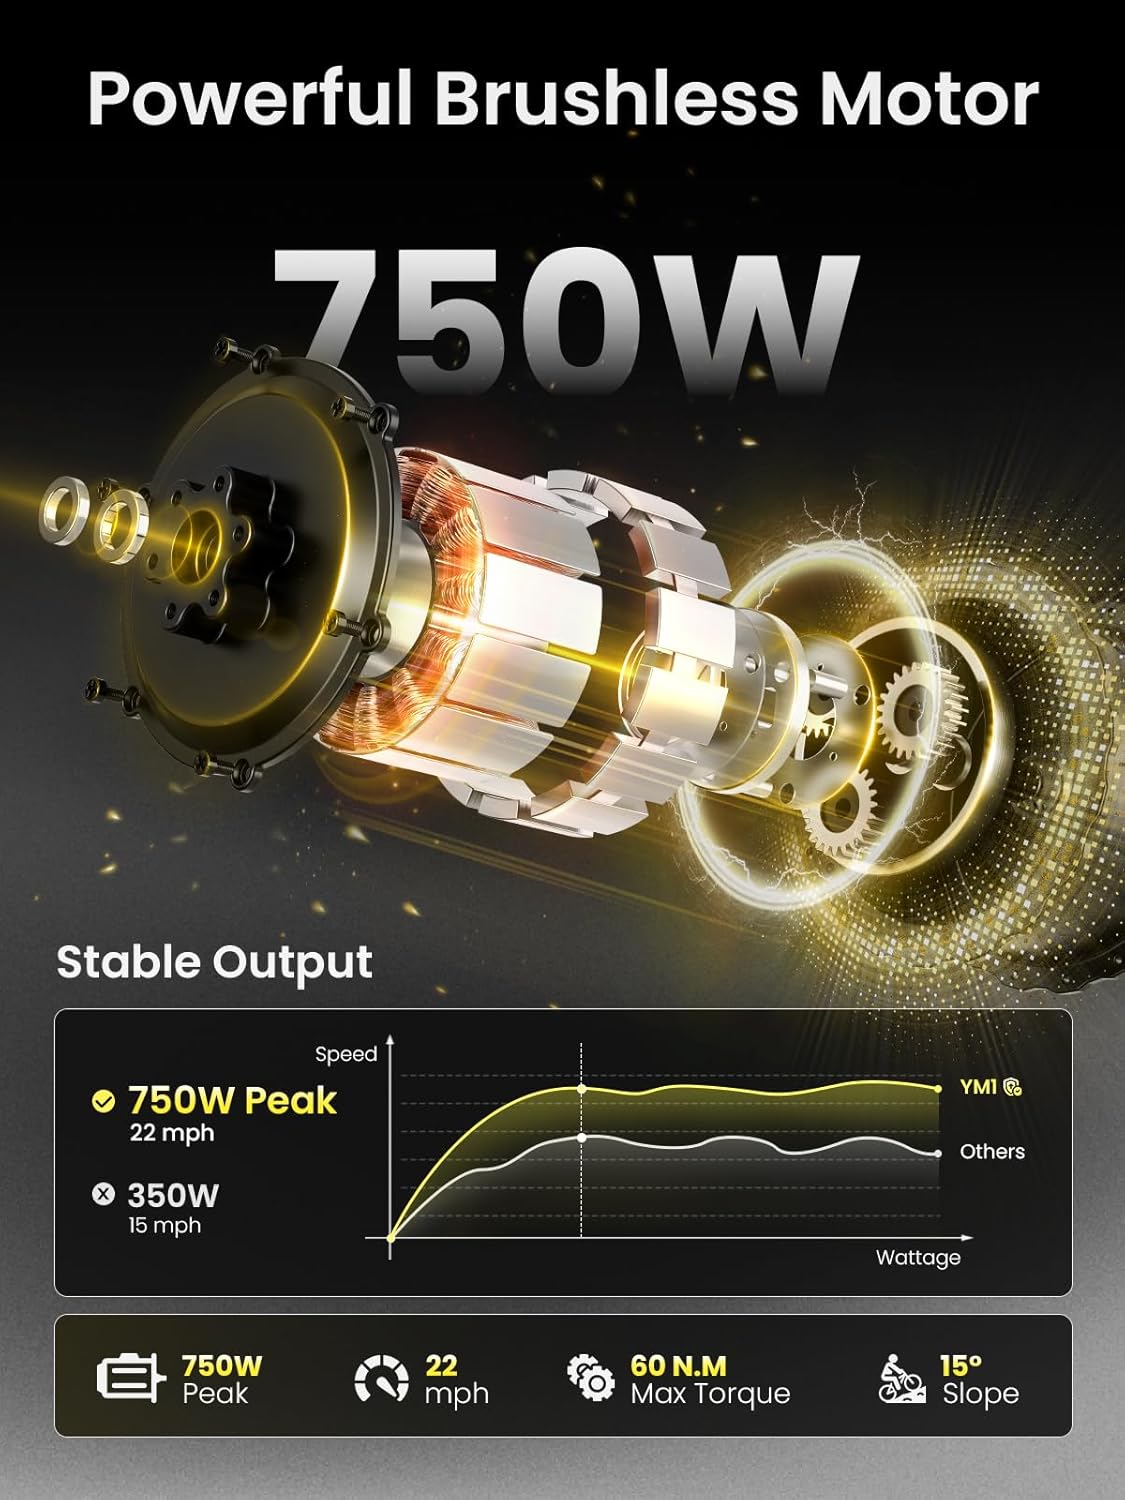 Powerful Brushless Motor
750W
Stable Output
750W Peak
22 mph
350W
15 mph
Speed
YM1
Others
Wattage
750W
Peak
22
mph
60 N.M
Max Torque
15°
Slope